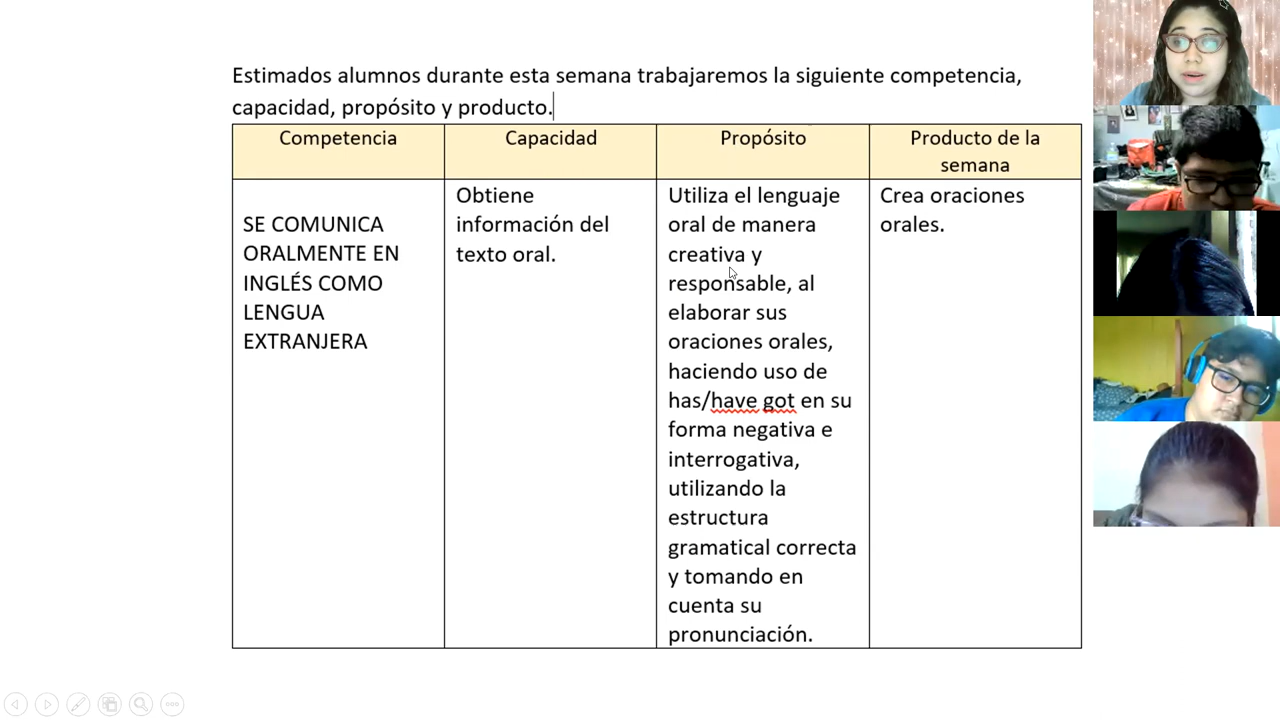 Estimados alumnos durante esta semana trabajaremos la siguiente competencia,
capacidad, propósito y producto.
Competencia
Capacidad
Propósito
Producto de la
semana
SE COMUNICA
ORALMENTE EN
INGLÉS COMO
LENGUA
EXTRANJERA
Obtiene
información del
texto oral.
Utiliza el lenguaje
oral de manera
creativa y
responsable, al
elaborar sus
oraciones orales,
haciendo uso de
has/have got en su
forma negativa e
interrogativa,
utilizando la
estructura
gramatical correcta
y tomando en
cuenta su
pronunciación.
Crea oraciones
orales.